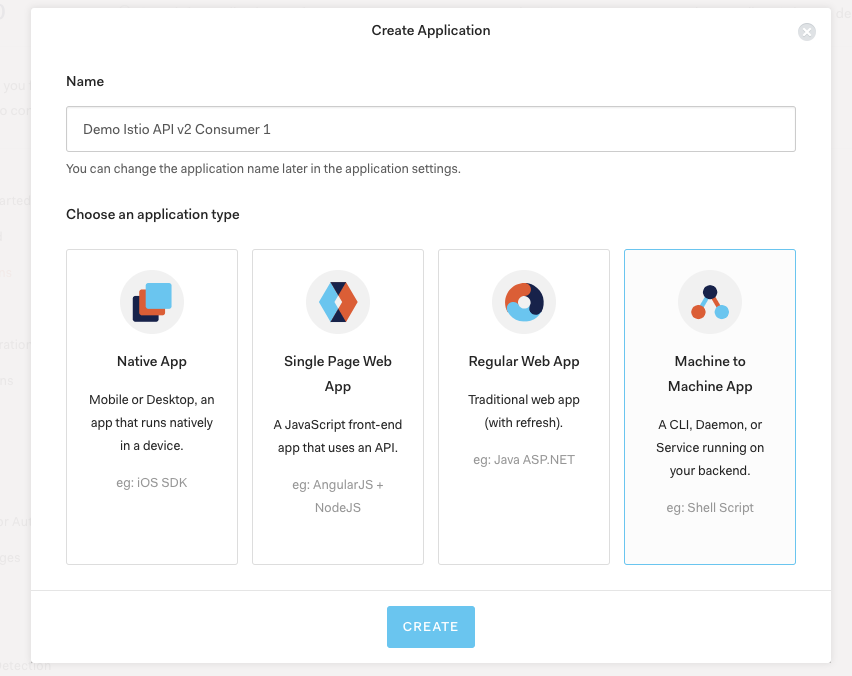 Create Application
Name
Demo Istio API v2 Consumer 1
You can change the application name later in the application settings.
Choose an application type
Native App
Mobile or Desktop, an
app that runs natively
in a device.
eg: iOS SDK
Single Page Web
App
A JavaScript front-end
app that uses an API.
eg: AngularJS +
NodeJS
Regular Web App
Traditional web app
(with refresh).
eg: Java ASP.NET
Machine to
Machine App
A CLI, Daemon, or
Service running on
your backend.
eg: Shell Script
CREATE